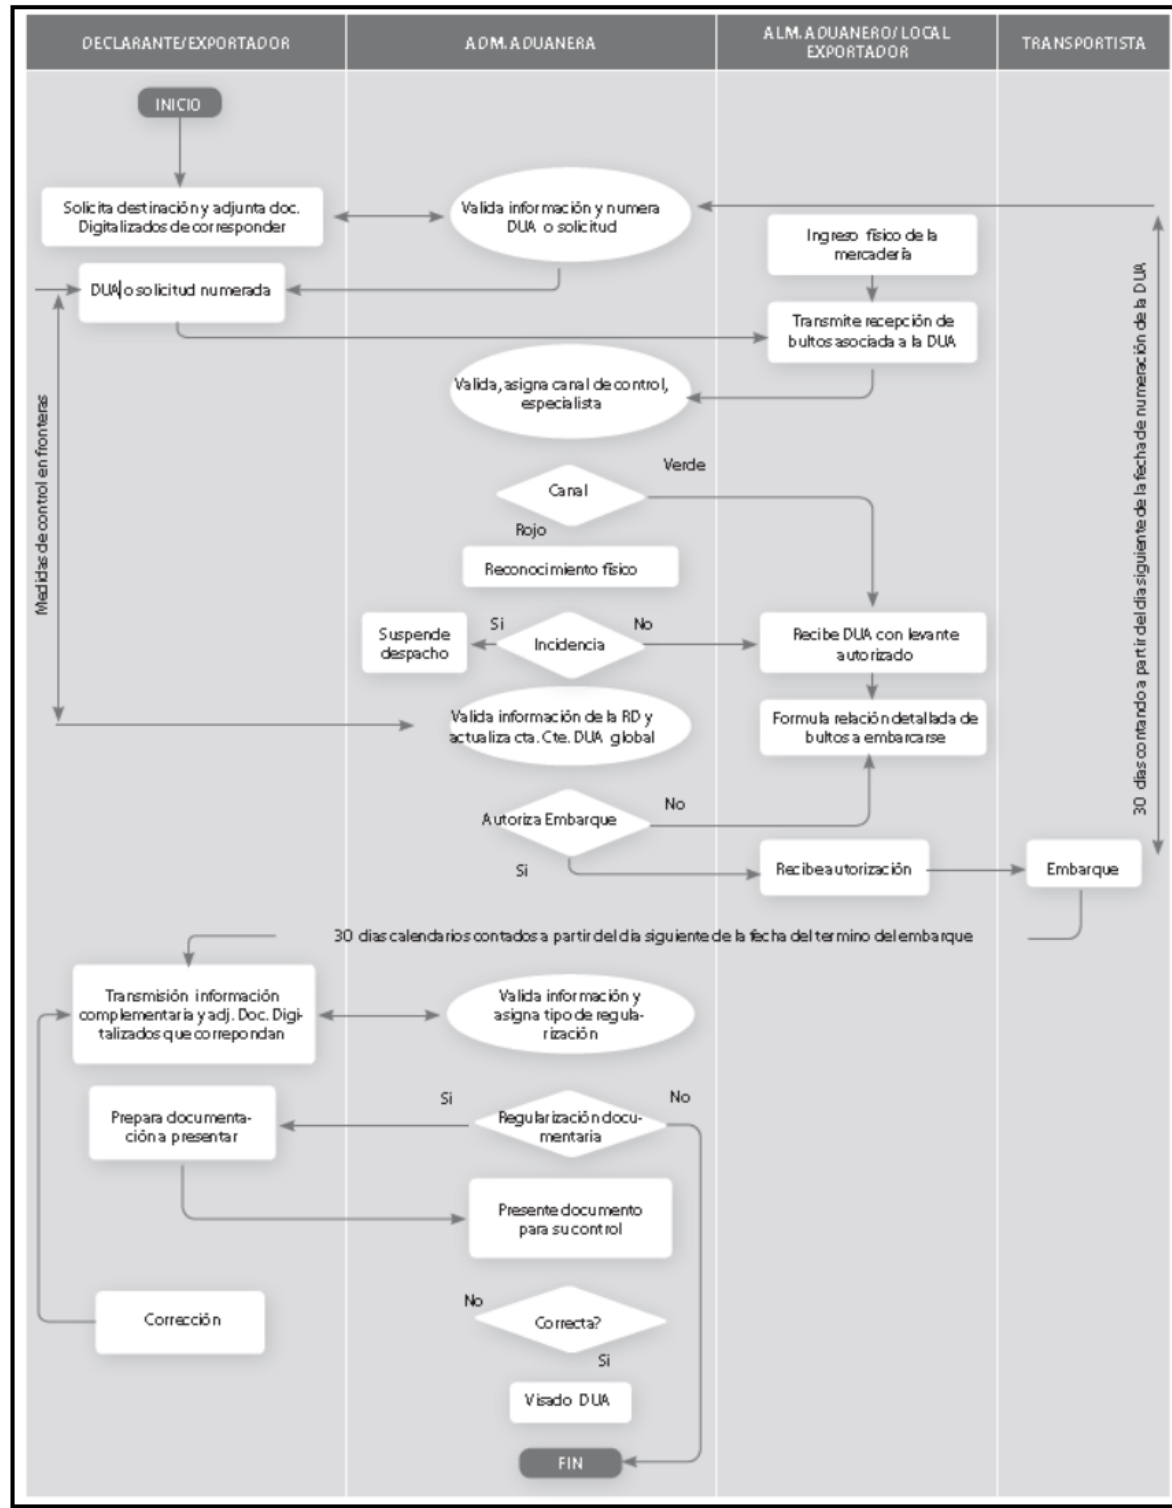 DECLARANTE/EXPORTADOR
ADM. ADUANERA
ALM. ADUANERO/ LOCAL
EXPORTADOR
TRANSPORTISTA
INICIO
Solicita destinación y adjunta doc.
Digitalizados de corresponder
Valida información y numera
DUA o solicitud
Ingreso físico de la
mercadería
DUA o solicitud numerada
Transmite recepción de
bultos asociada a la DUA
Valida, asigna canal de control,
especialista
Medidas de control en fronteras
30 días contando a partir del día siguiente de la fecha de numeración de la DUA
Canal
Verde
Rojo
Reconocimiento físico
Suspende
despacho
Si
Incidencia
No
Recibe DUA con levante
autorizado
Valida información de la RD y
actualiza cta. Cte. DUA global
Formula relación detallada de
bultos a embarcarse
Autoriza Embarque
No
Si
Recibe autorización
Embarque
30 días calendarios contados a partir del día siguiente de la fecha del termino del embarque
Transmisión información
complementaria y adj. Doc. Digi-
talizados que correpondan
Valida información y
asigna tipo de regula-
rización
Prepara documenta-
ción a presentar
Si
Regularización docu-
mentaria
No
Presente documento
para su control
Corrección
No
Correcta?
Si
Visado DUA
FIN